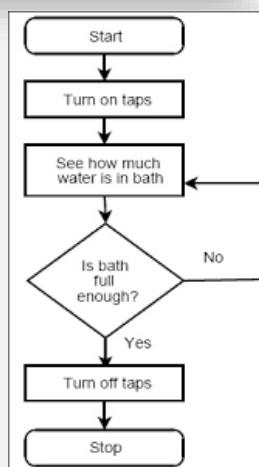 Start
Turn on taps
See how much
water is in bath
Is bath
full
enough?
No
Yes
Turn off taps
Stop